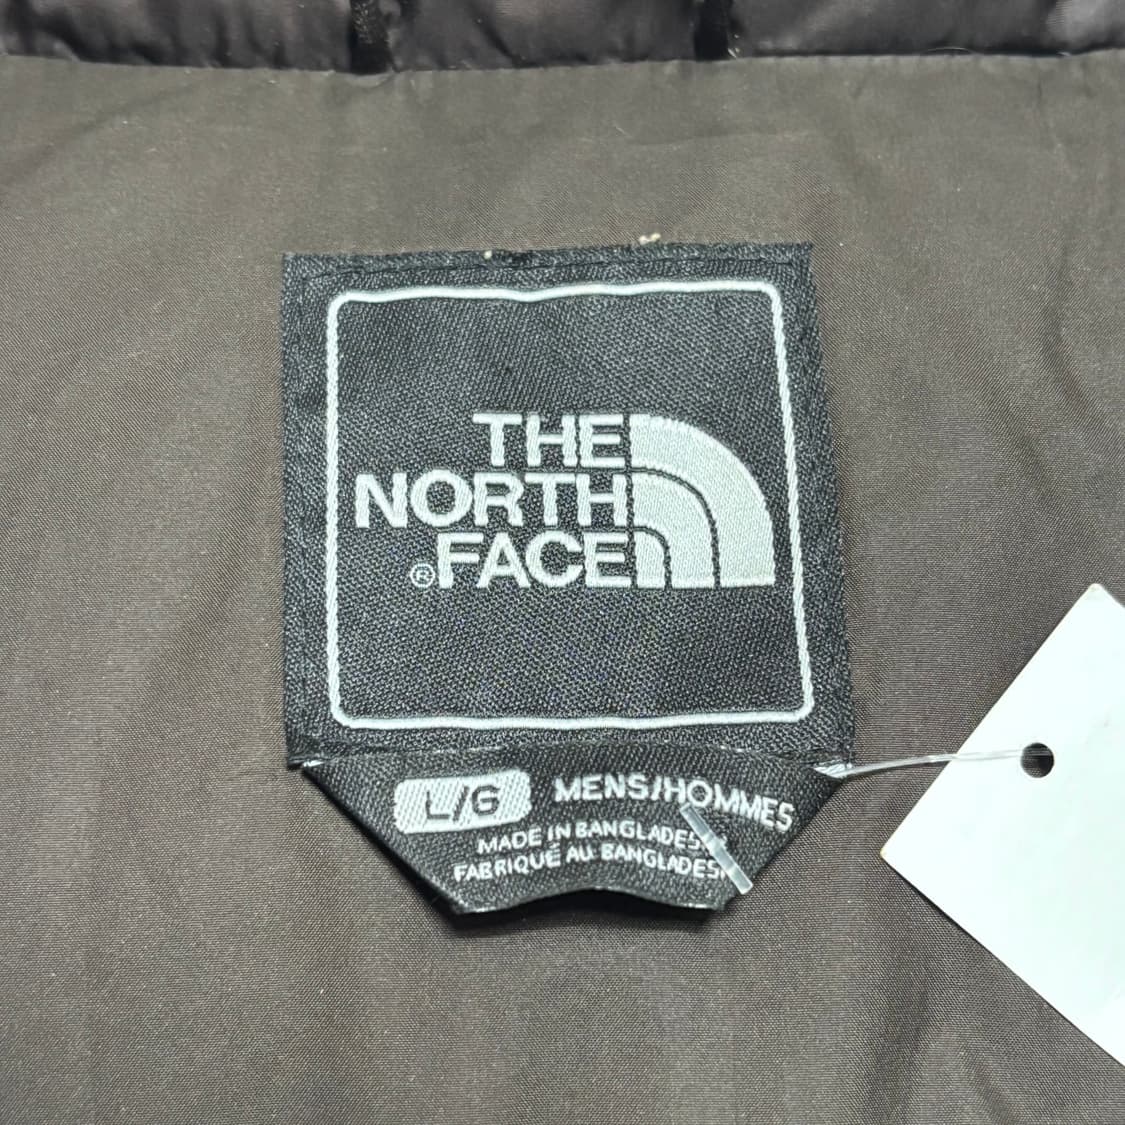 THE
NORTH
®FACE
L/G MENS/HOMMES
MADE IN BANGLADESH
FABRIQUÉ AU BANGLADESH